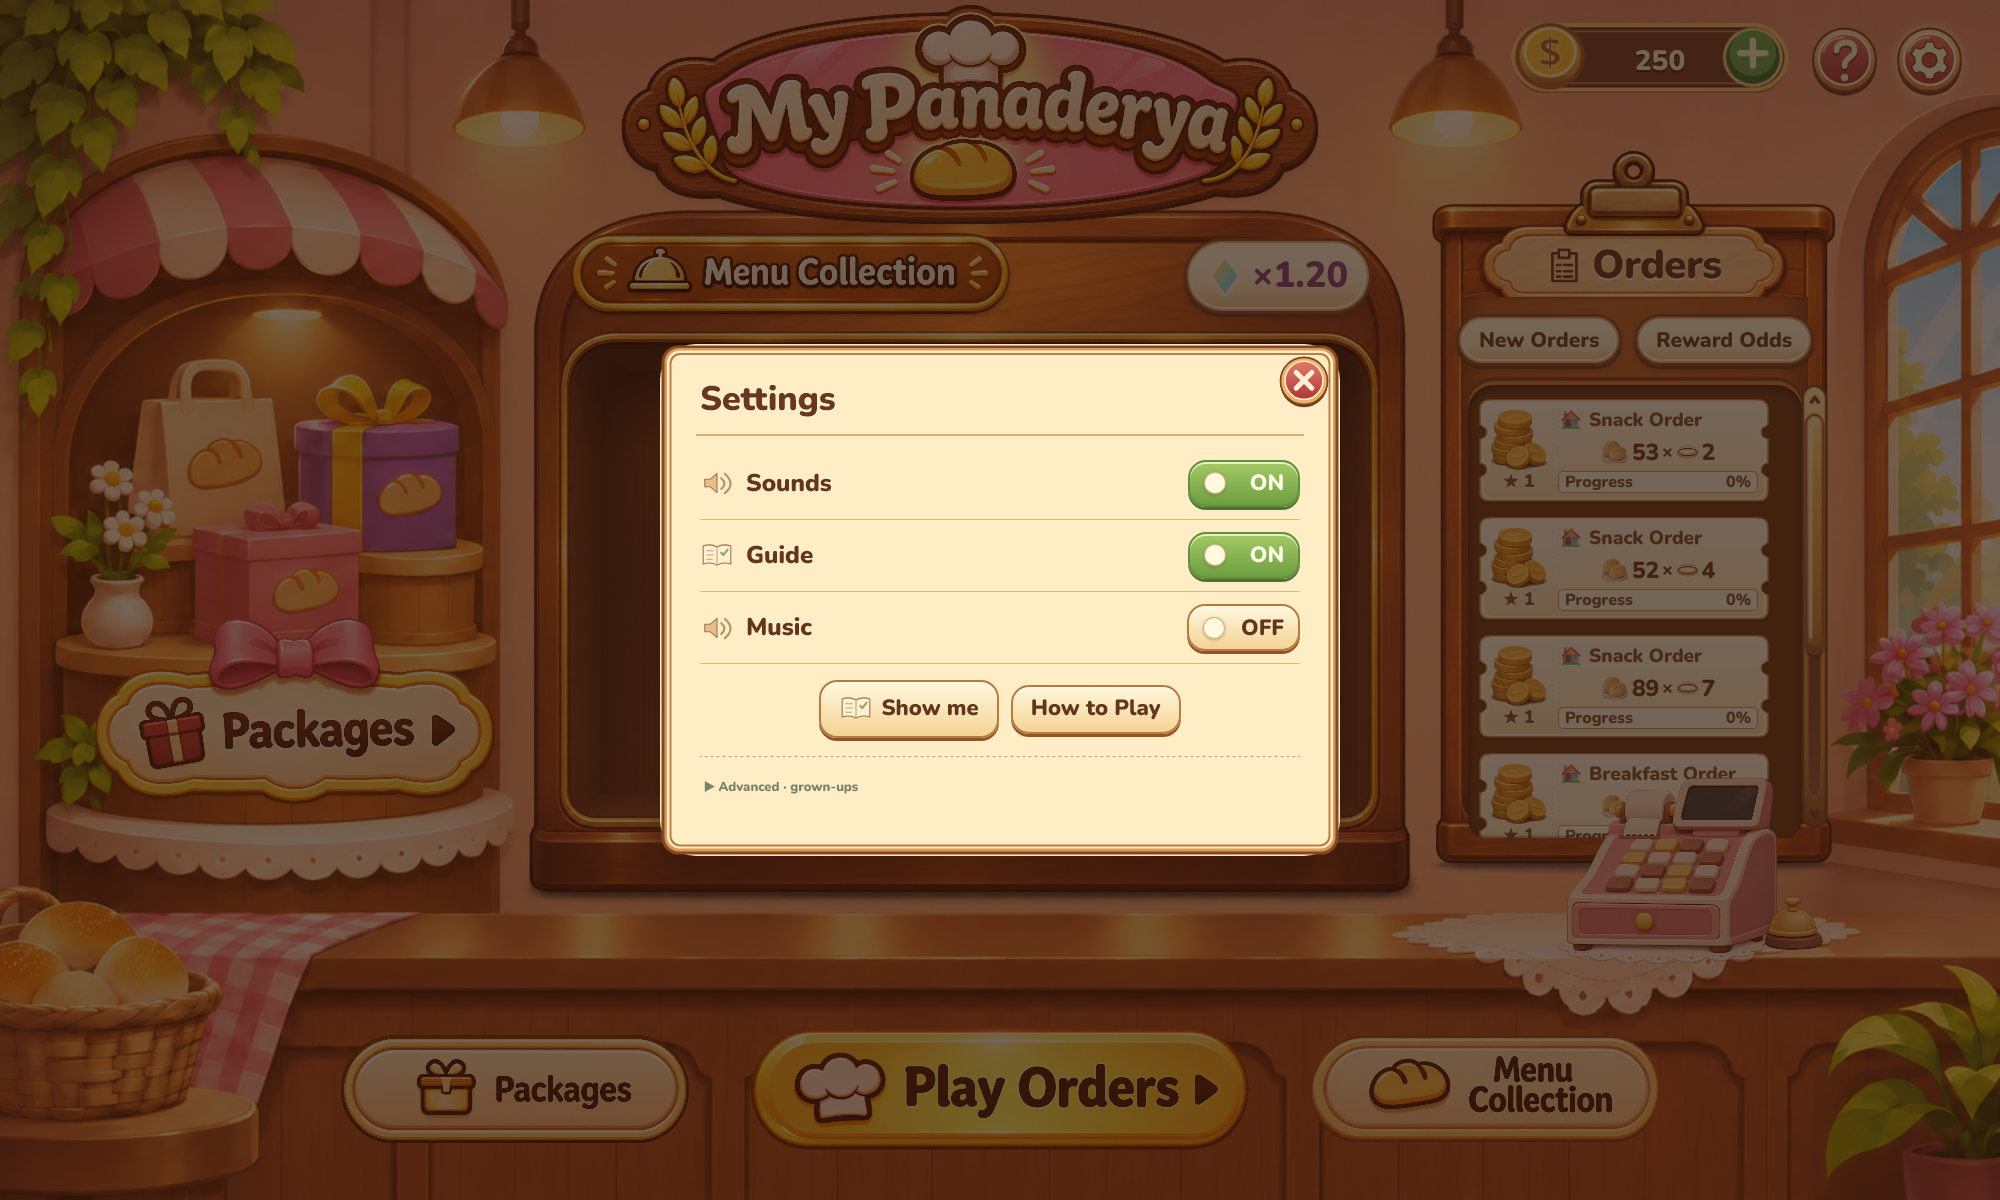 My Panaderya
$ 250 +
?
Menu Collection
×1.20
Orders
New Orders
Reward Odds
Snack Order
53 × 2
★ 1
Progress 0%
Snack Order
52 × 4
★ 1
Progress 0%
Snack Order
89 × 7
★ 1
Progress 0%
Breakfast Order
★ 1
Settings
Sounds ON
Guide ON
Music OFF
Show me
How to Play
▶ Advanced · grown-ups
Packages
Packages
Play Orders
Menu
Collection